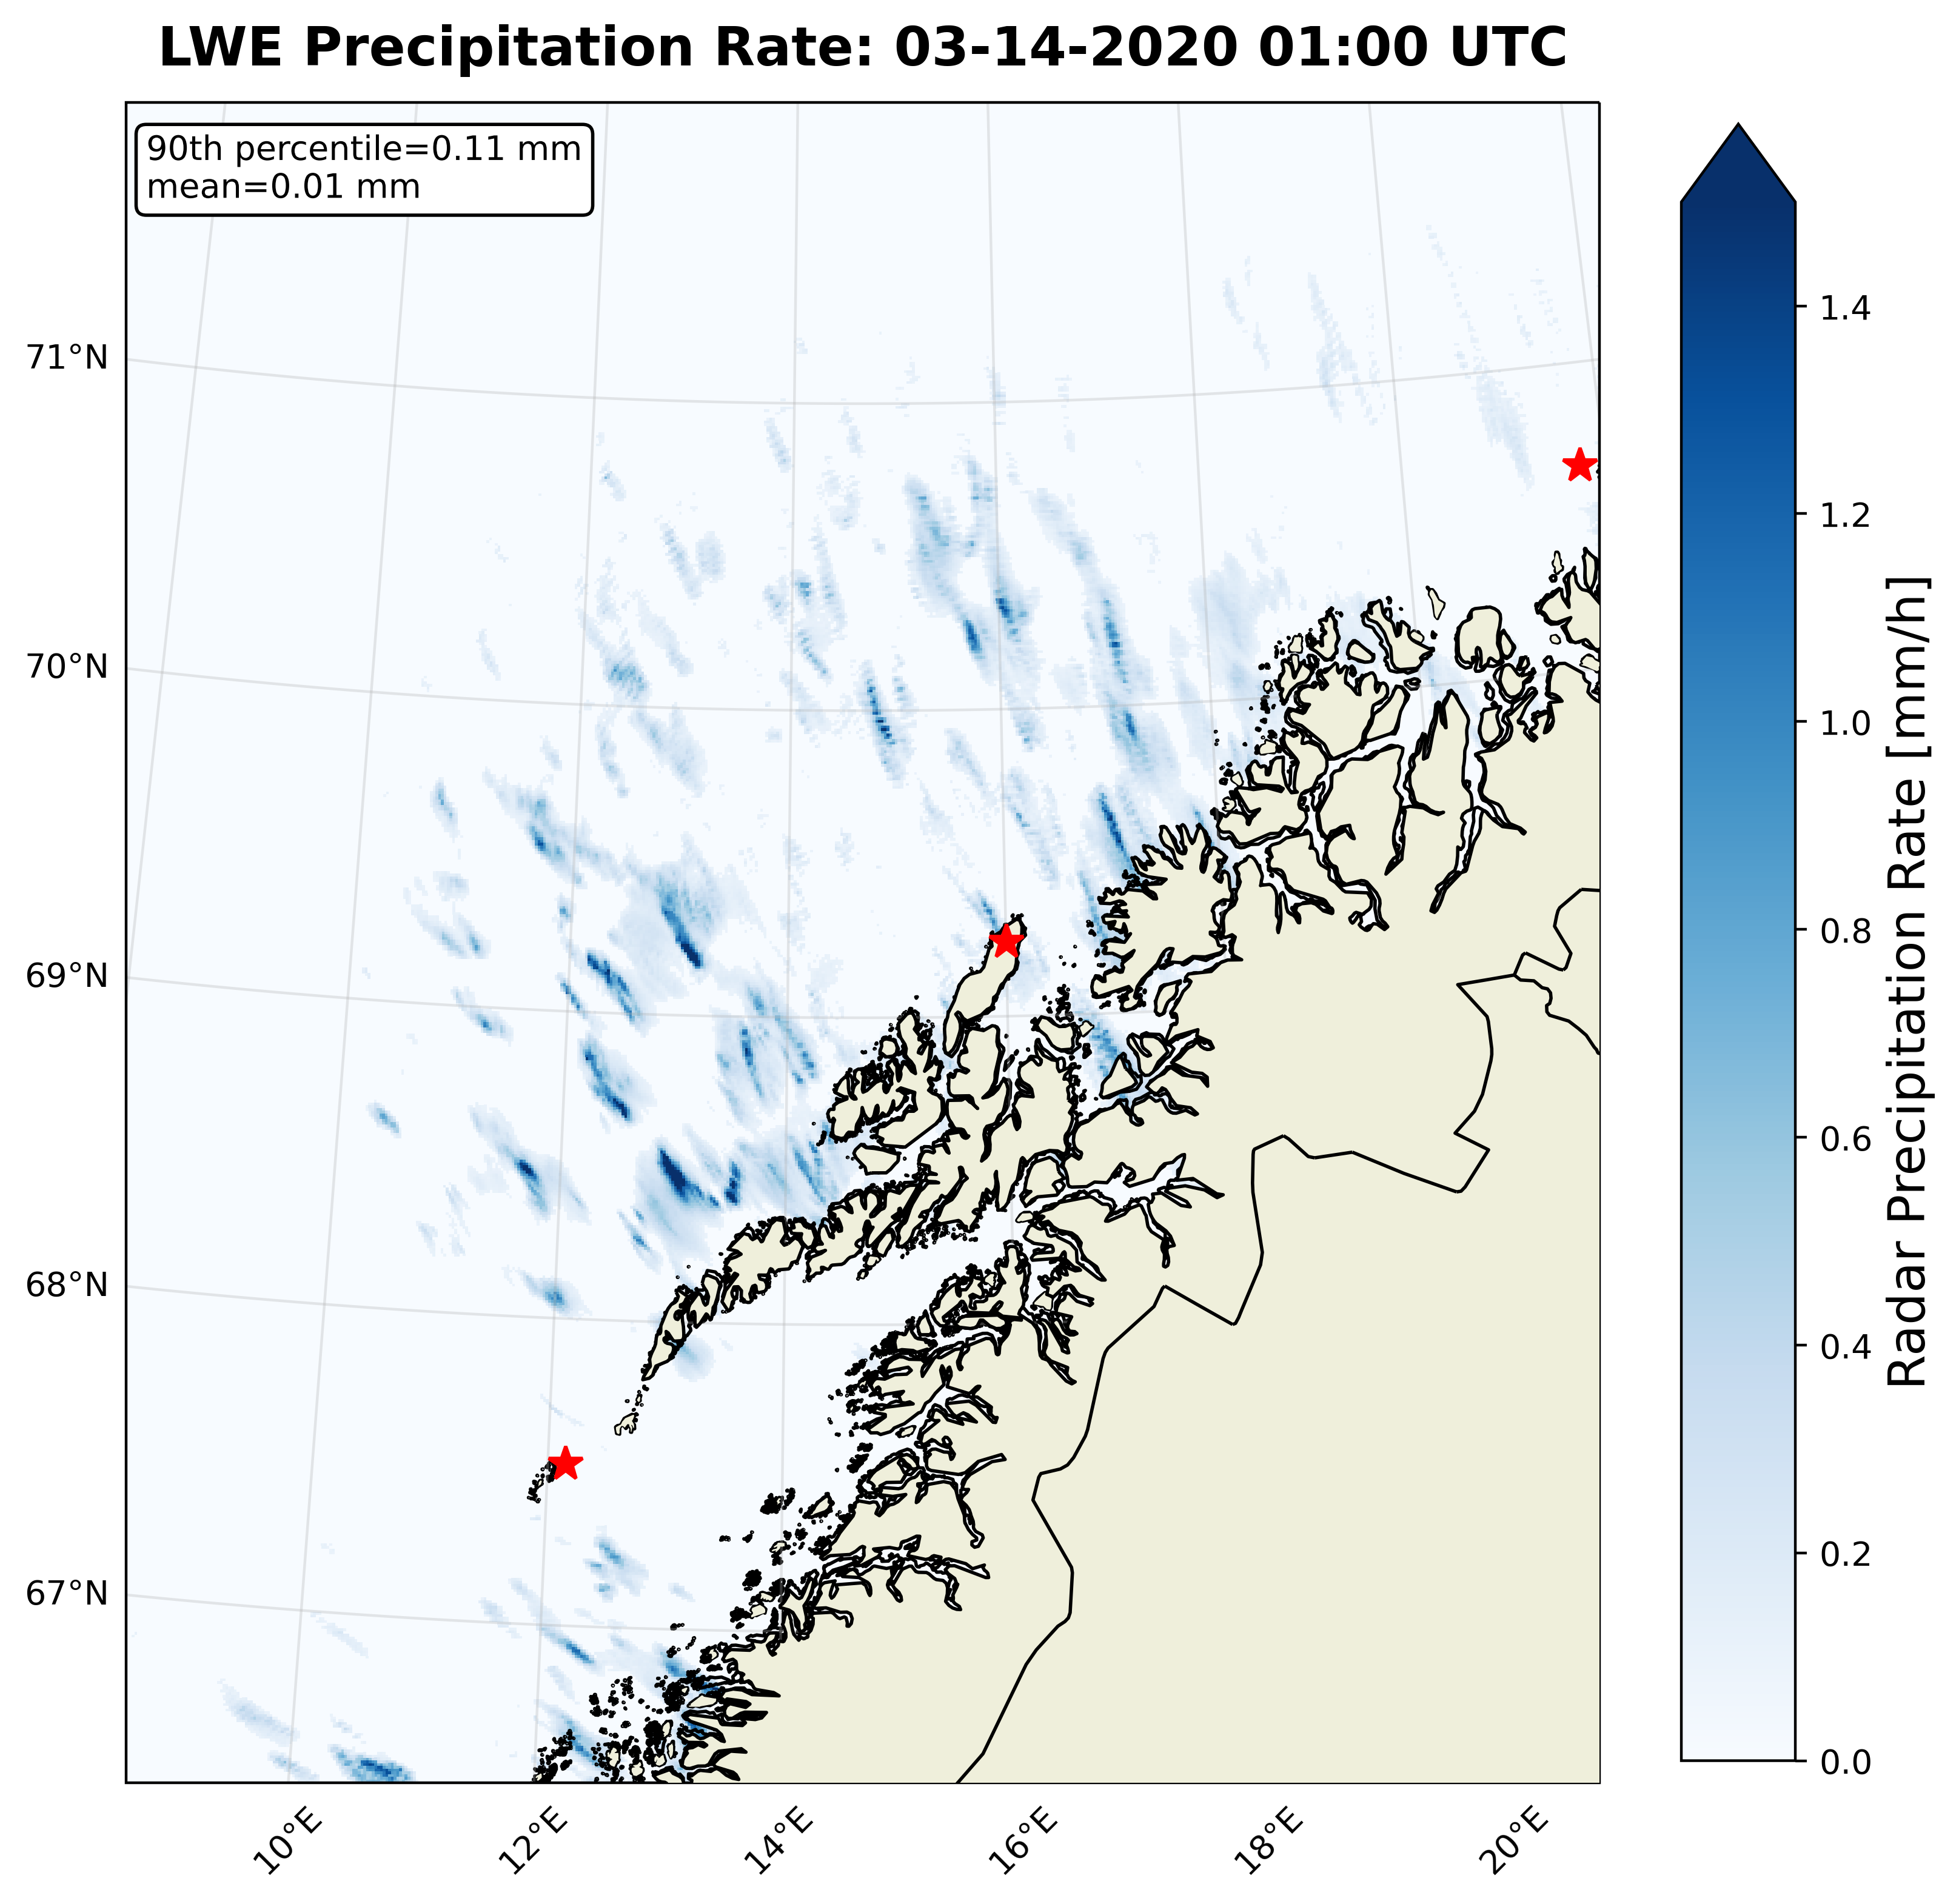 LWE Precipitation Rate: 03-14-2020 01:00 UTC
90th percentile=0.11 mm
mean=0.01 mm
71°N
70°N
69°N
68°N
67°N
10°E
12°E
14°E
16°E
18°E
20°E
1.4
1.2
1.0
0.8
0.6
0.4
0.2
0.0
Radar Precipitation Rate [mm/h]